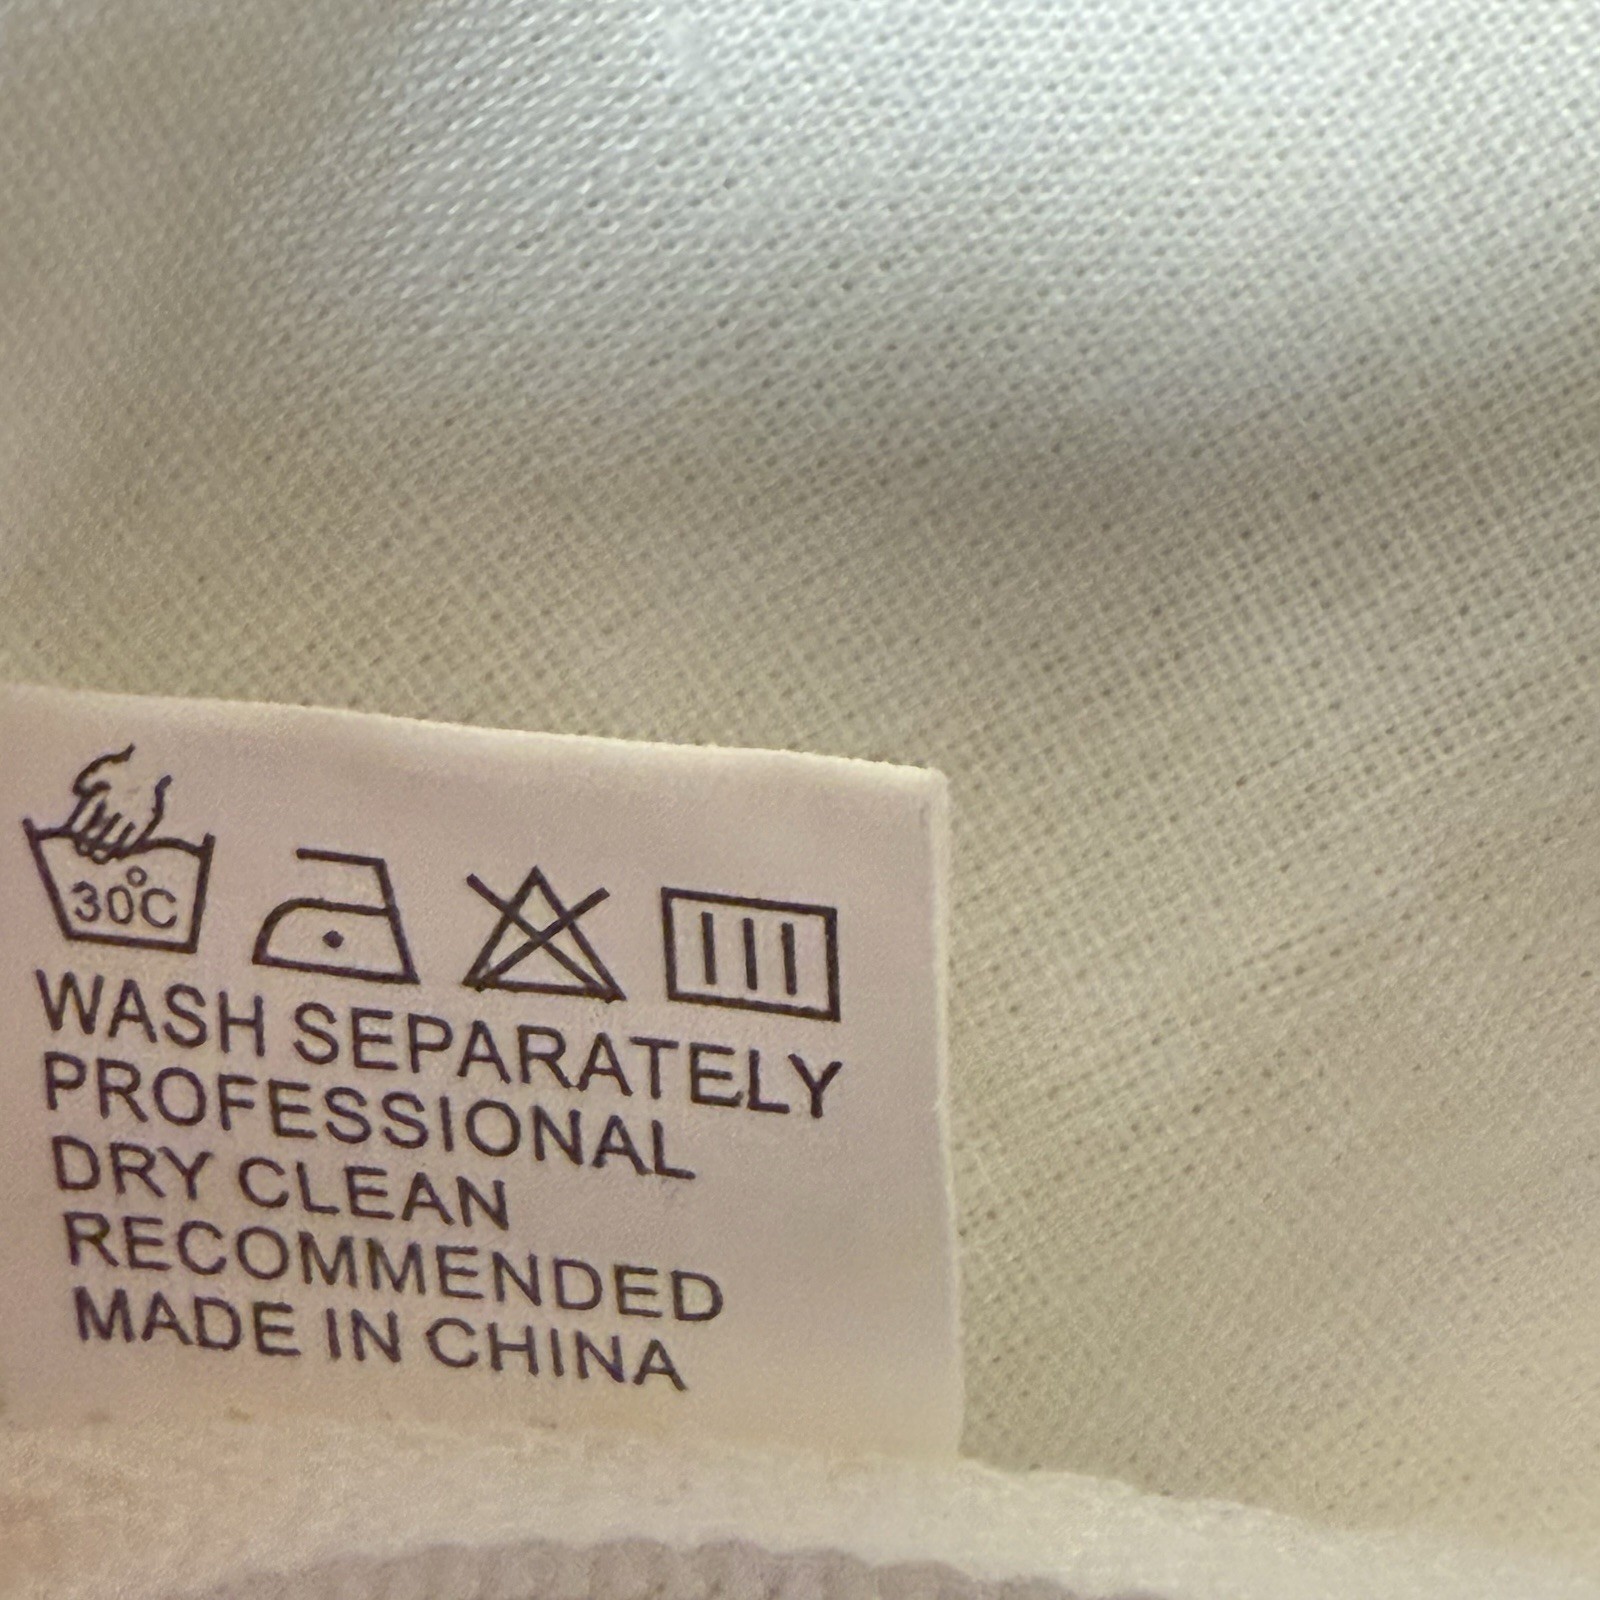 30°C
WASH SEPARATELY
PROFESSIONAL
DRY CLEAN
RECOMMENDED
MADE IN CHINA